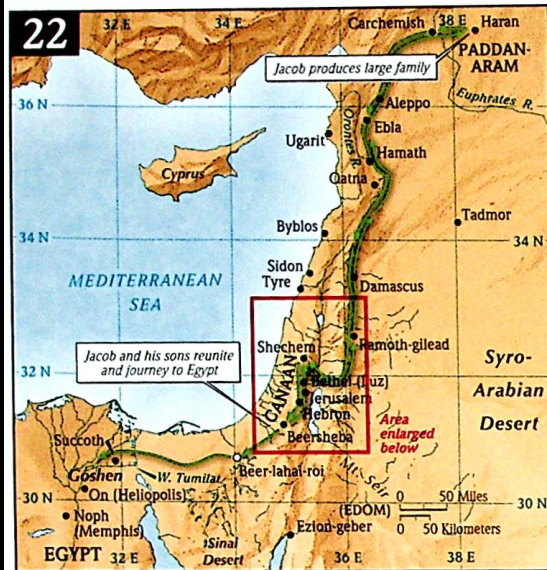 22
32 E
34 E
38 E
Carchemish
Haran
PADDAN-
ARAM
Jacob produces large family
Euphrates R.
36 N
Aleppo
Ebla
Orontes R.
Ugarit
Hamath
Qatna
Cyprus
Tadmor
Byblos
34 N
34 N
Sidon
Tyre
MEDITERRANEAN
SEA
Damascus
Shechem
Ramoth-gilead
Jacob and his sons reunite
and journey to Egypt
Syro-
Arabian
Desert
32 N
CANAAN
Bethel (Luz)
Jerusalem
Hebron
Beersheba
Area
enlarged
below
Succoth
Goshen
W. Tumilat
Beer-lahai-roi
On (Heliopolis)
Mt. Seir
(EDOM)
30 N
30 N
0 50 Miles
0 50 Kilometers
Noph
(Memphis)
Ezion-geber
Sinai
Desert
EGYPT
32 E
36 E
38 E